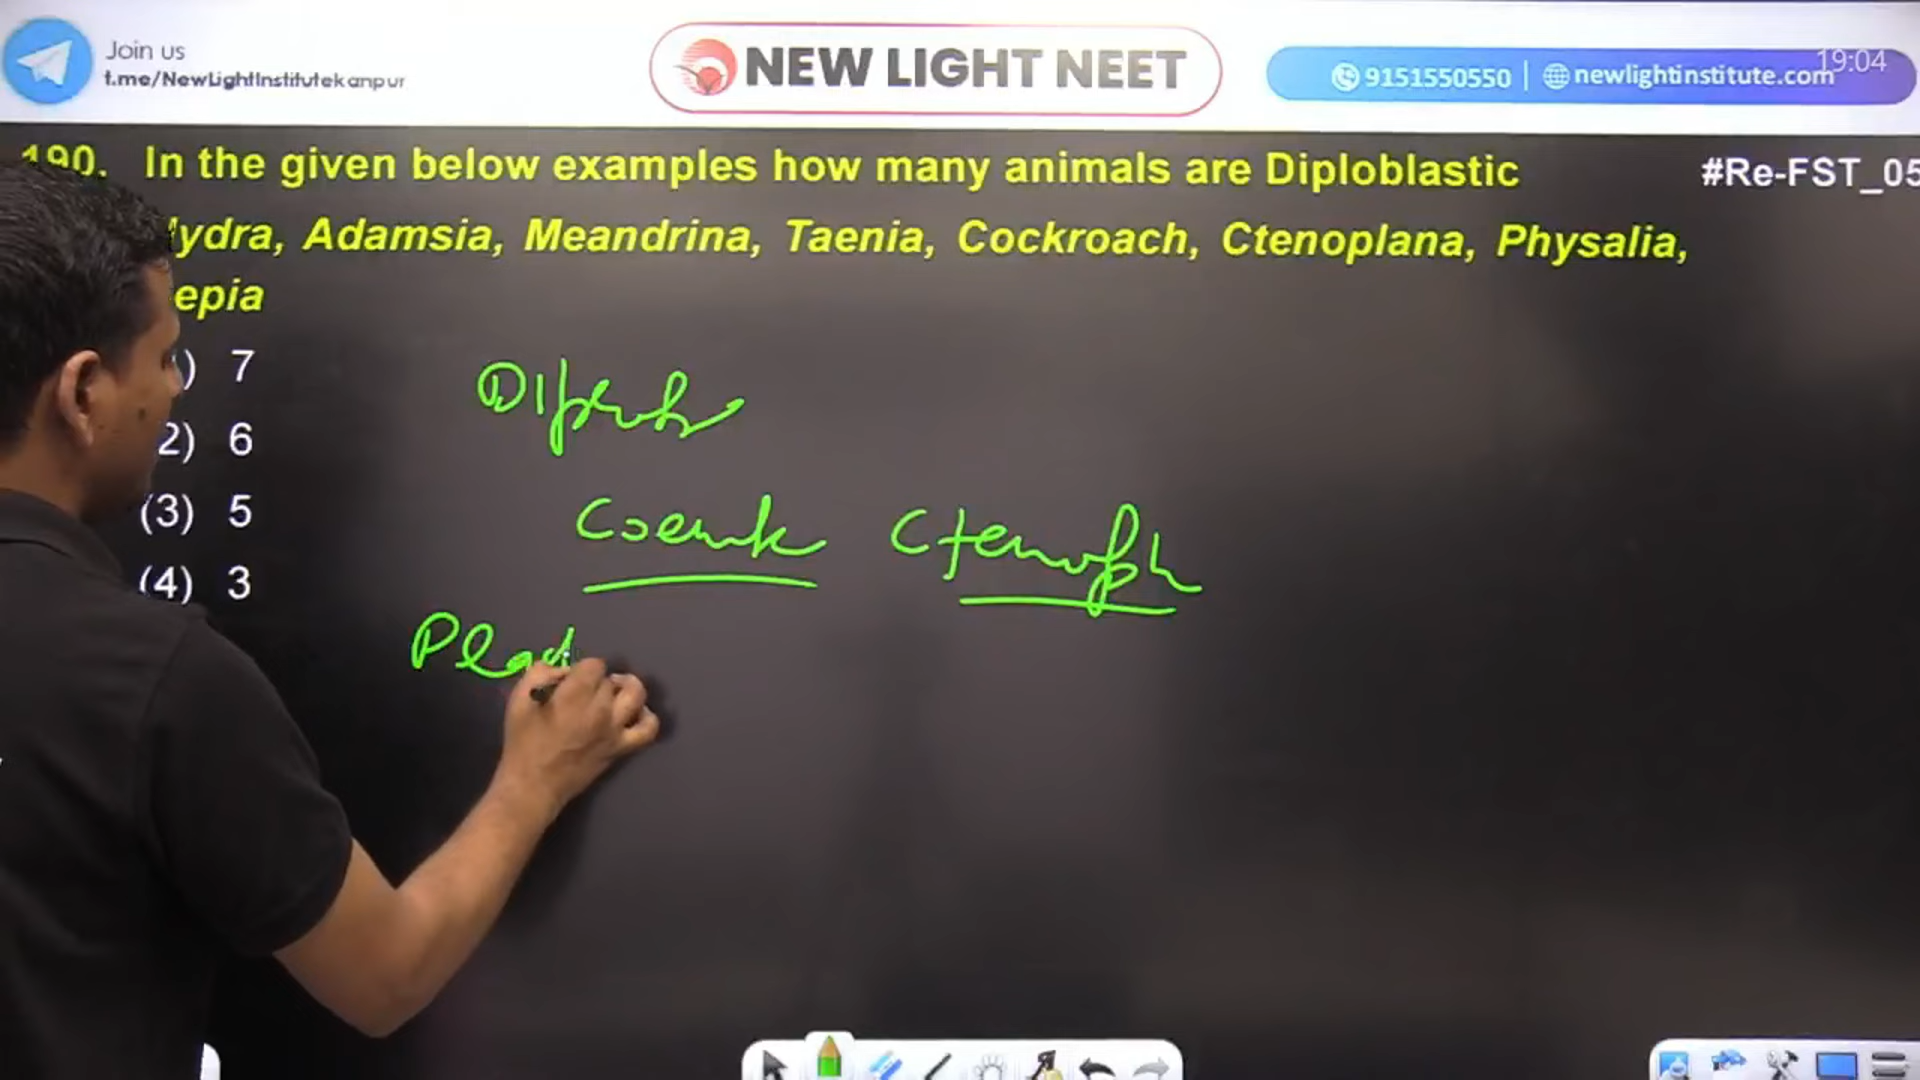 Join us
t.me/NewLightInstitutekanpur
NEW LIGHT NEET
9151550550 | newlightinstitute.com
19:04
190. In the given below examples how many animals are Diploblastic
#Re-FST_05
ydra, Adamsia, Meandrina, Taenia, Cockroach, Ctenoplana, Physalia,
epia
) 7
2) 6
(3) 5
(4) 3
Ctenoph